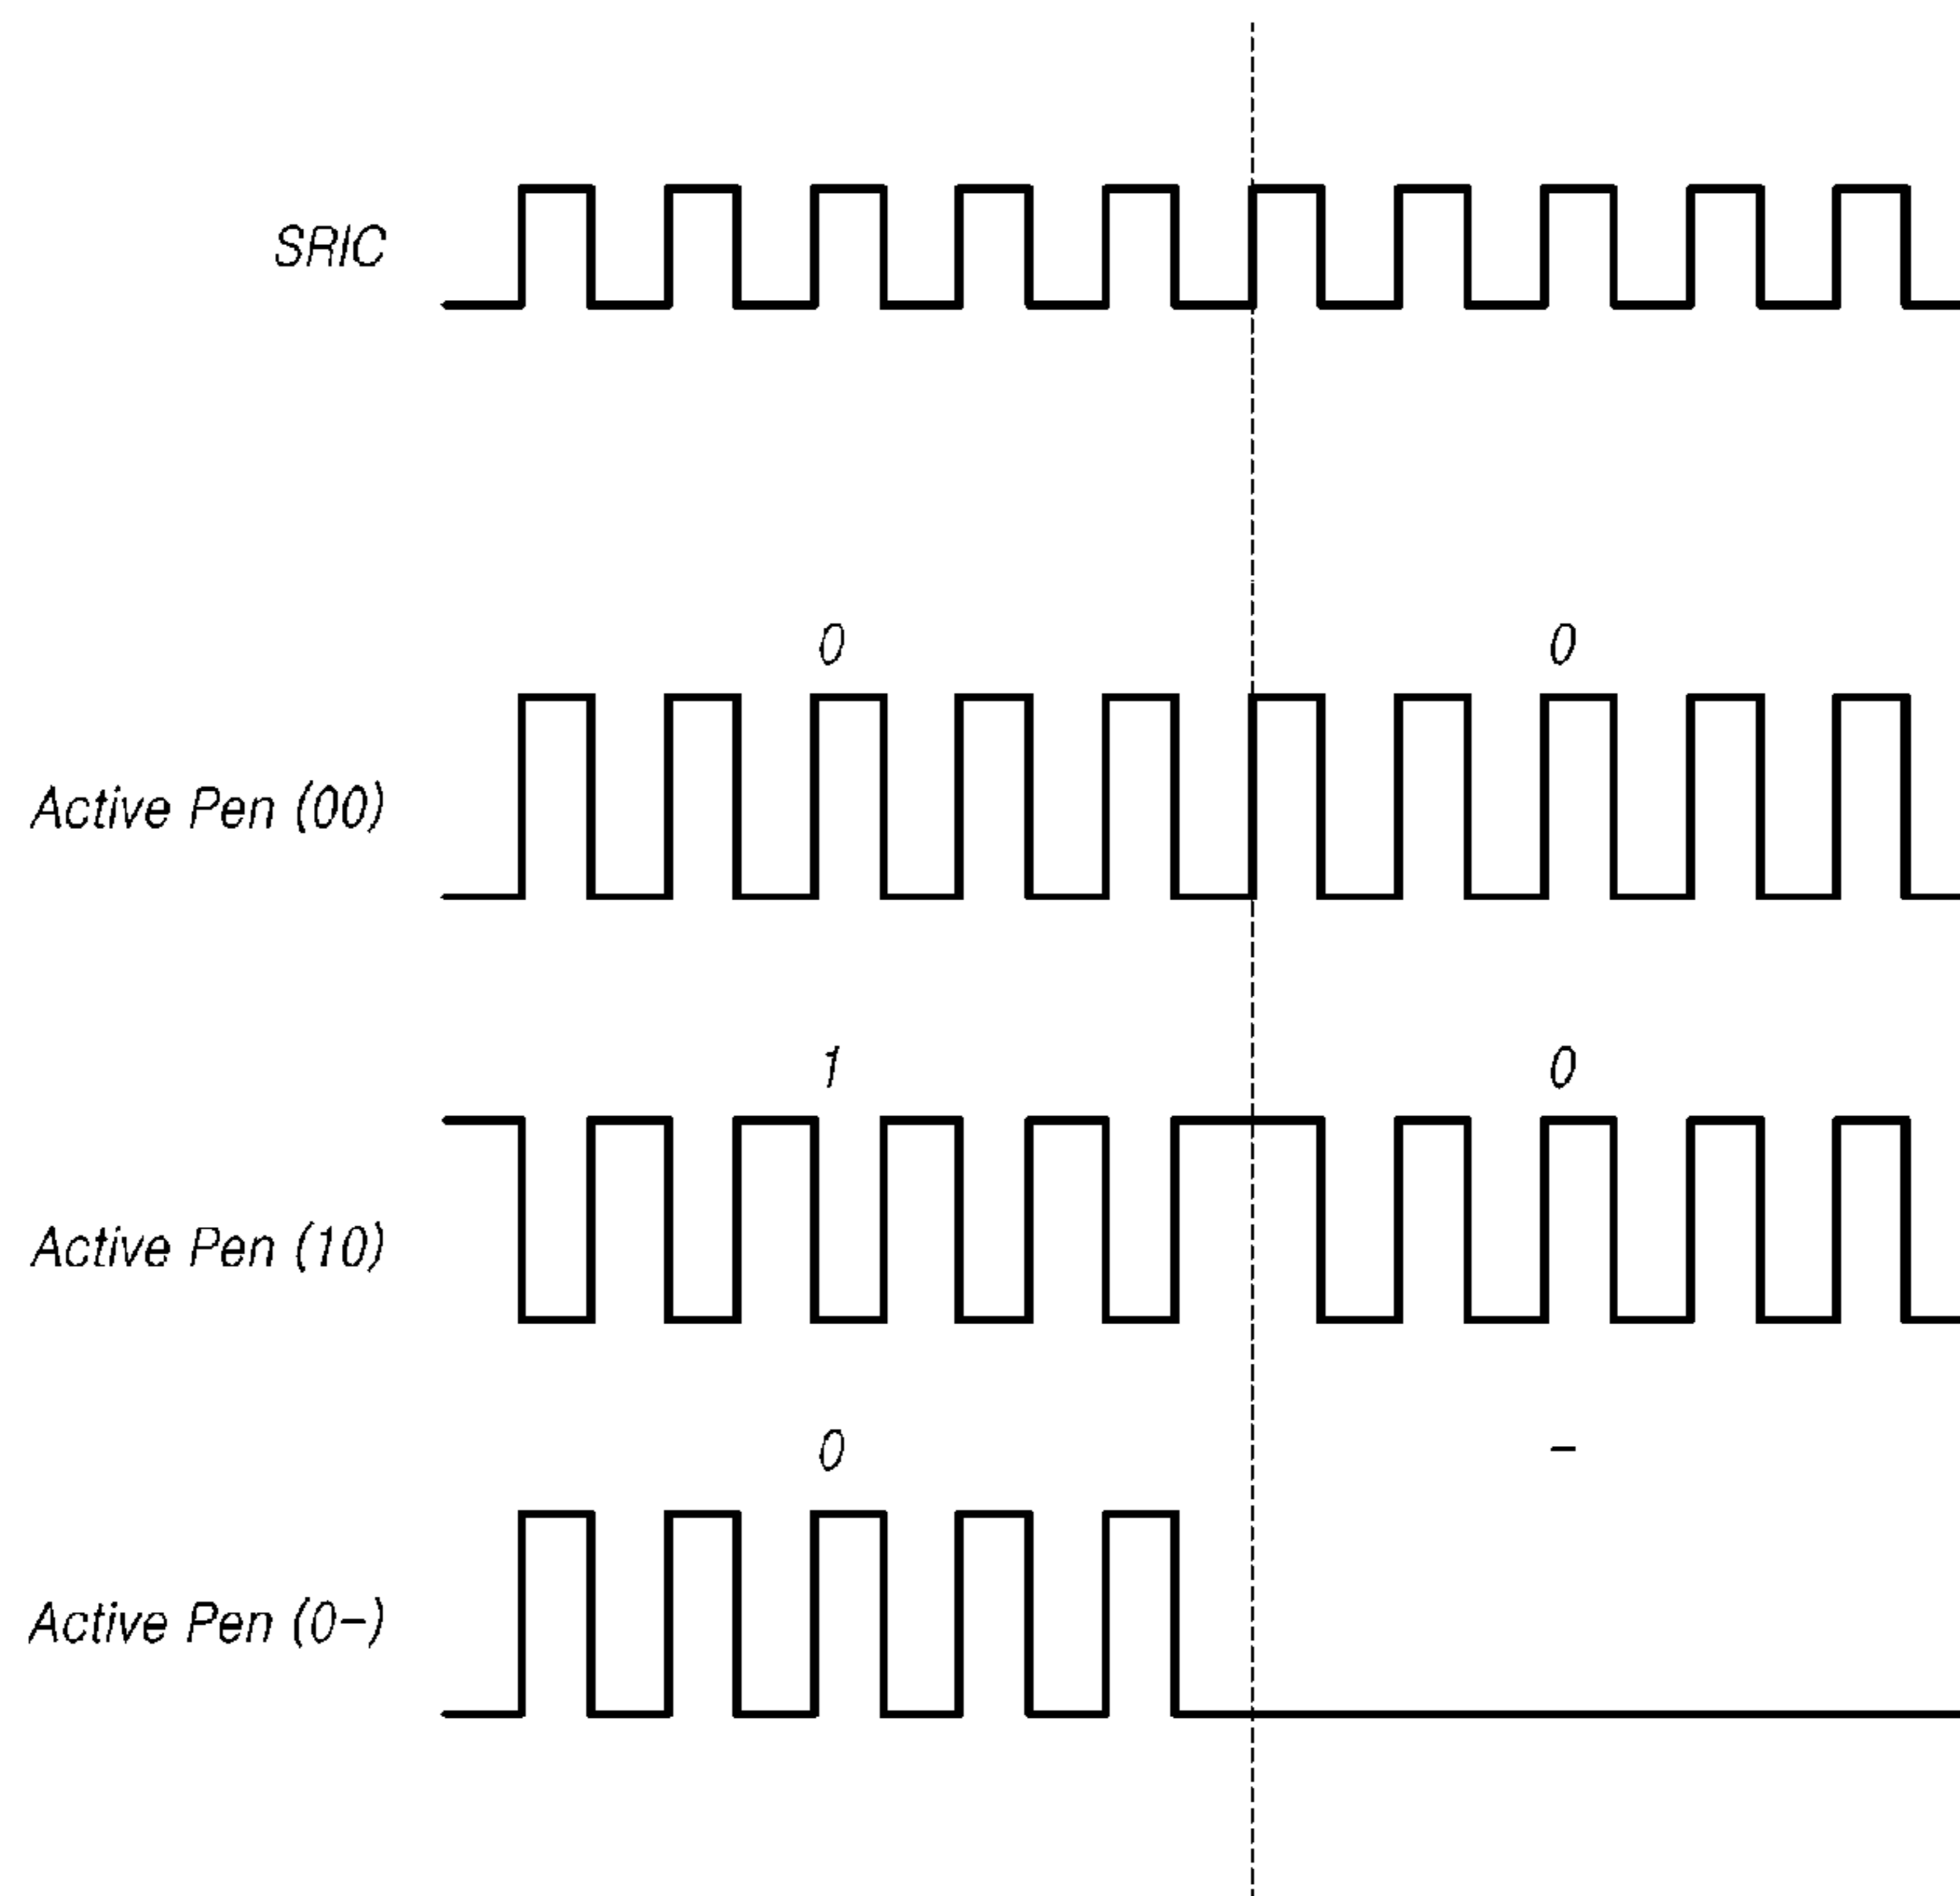 SRIC
0 0
Active Pen (00)
1 0
Active Pen (10)
0 –
Active Pen (0–)